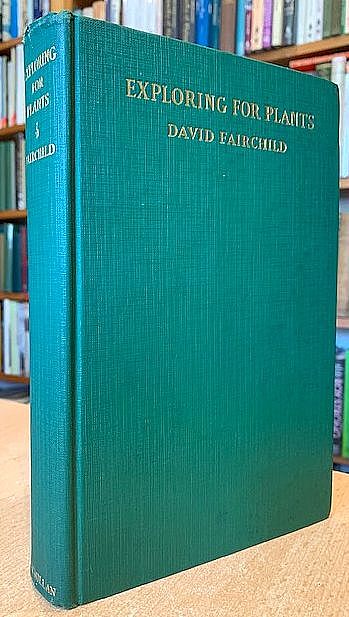 EXPLORING FOR PLANTS
DAVID FAIRCHILD
EXPLORING
FOR
PLANTS
FAIRCHILD